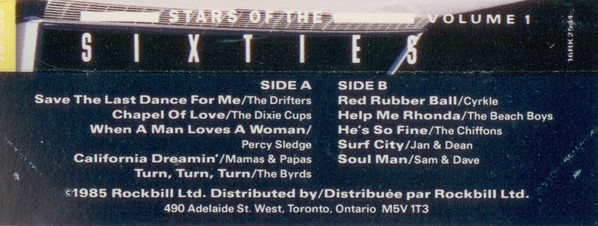 STARS OF THE
VOLUME 1
SIXTIES
SIDE A
Save The Last Dance For Me/The Drifters
Chapel Of Love/The Dixie Cups
When A Man Loves A Woman/
Percy Sledge
California Dreamin'/Mamas & Papas
Turn, Turn, Turn/The Byrds
SIDE B
Red Rubber Ball/Cyrkle
Help Me Rhonda/The Beach Boys
He's So Fine/The Chiffons
Surf City/Jan & Dean
Soul Man/Sam & Dave
©1985 Rockbill Ltd. Distributed by/Distribuée par Rockbill Ltd.
490 Adelaide St. West, Toronto, Ontario M5V 1T3